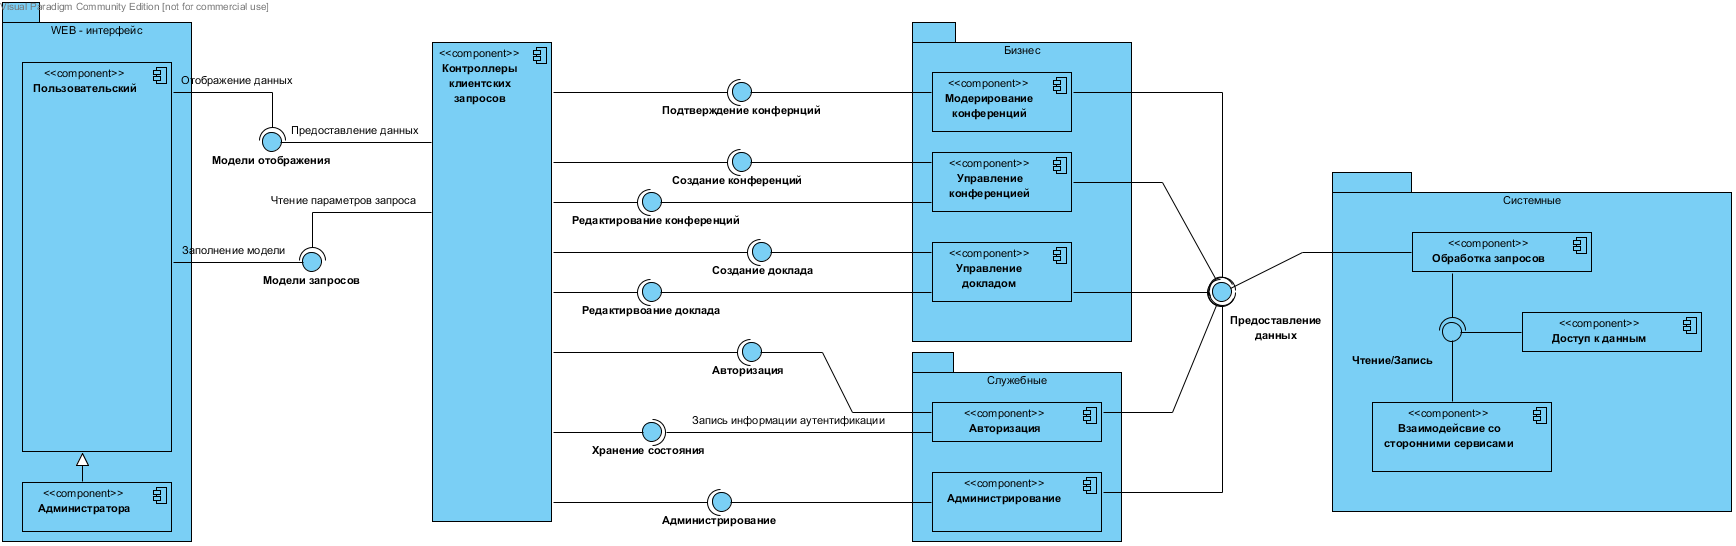 Visual Paradigm Community Edition [not for commercial use]
WEB - интерфейс
<<component>>
Пользовательский
<<component>>
Администратора
Отображение данных
Предоставление данных
Модели отображения
Чтение параметров запроса
Заполнение модели
Модели запросов
<<component>>
Контроллеры
клиентских
запросов
Подтверждение конфернций
Создание конференций
Редактирование конференций
Создание доклада
Редактирвоание доклада
Авторизация
Запись информации аутентификации
Хранение состояния
Администрирование
Бизнес
<<component>>
Модерирование
конференций
<<component>>
Управление
конференцией
<<component>>
Управление
докладом
Служебные
<<component>>
Авторизация
<<component>>
Администрирование
Предоставление
данных
Системные
<<component>>
Обработка запросов
<<component>>
Доступ к данным
Чтение/Запись
<<component>>
Взаимодейсвие со
сторонними сервисами